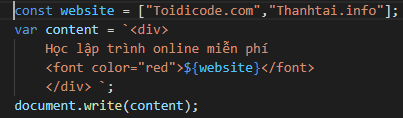 const website = ["Toidicode.com","Thanhtai.info"];
var content = `<div>
Học lập trình online miễn phí
<font color="red">${website}</font>
</div> `;
document.write(content);